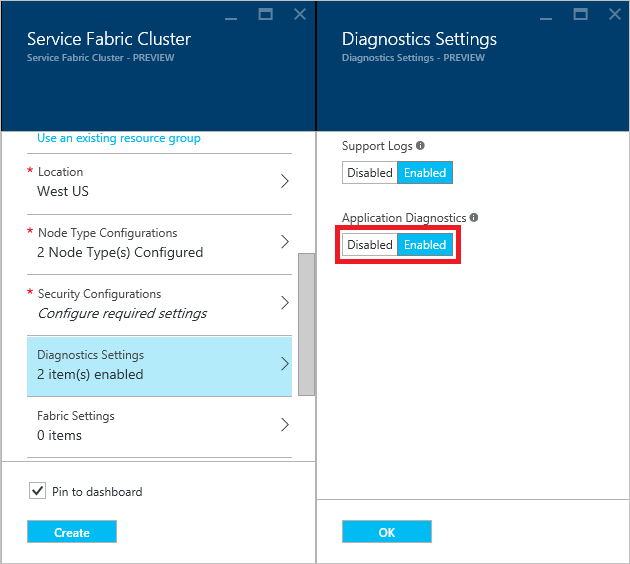 Service Fabric Cluster
Service Fabric Cluster - PREVIEW
Use an existing resource group
* Location
West US
* Node Type Configurations
2 Node Type(s) Configured
* Security Configurations
Configure required settings
Diagnostics Settings
2 item(s) enabled
Fabric Settings
0 items
Pin to dashboard
Create
Diagnostics Settings
Diagnostics Settings - PREVIEW
Support Logs
Disabled Enabled
Application Diagnostics
Disabled Enabled
OK